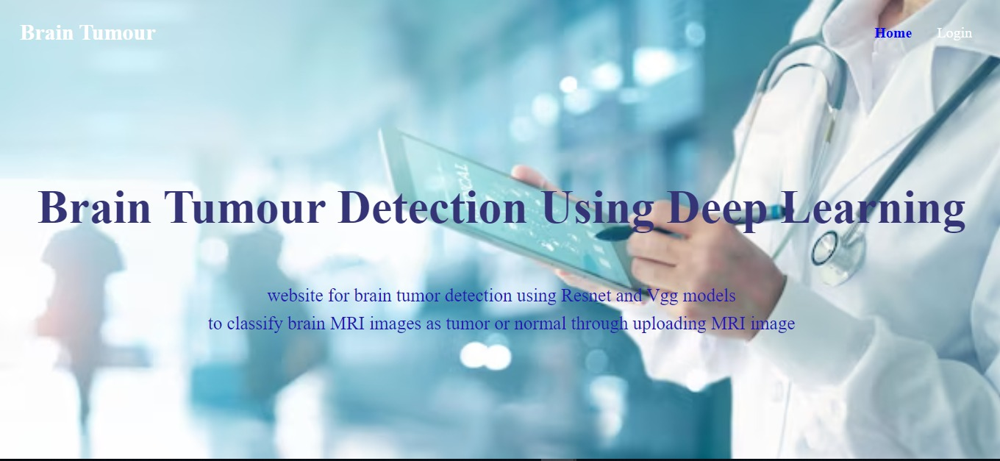 Brain Tumour
Home Login
Brain Tumour Detection Using Deep Learning
website for brain tumor detection using Resnet and Vgg models
to classify brain MRI images as tumor or normal through uploading MRI image